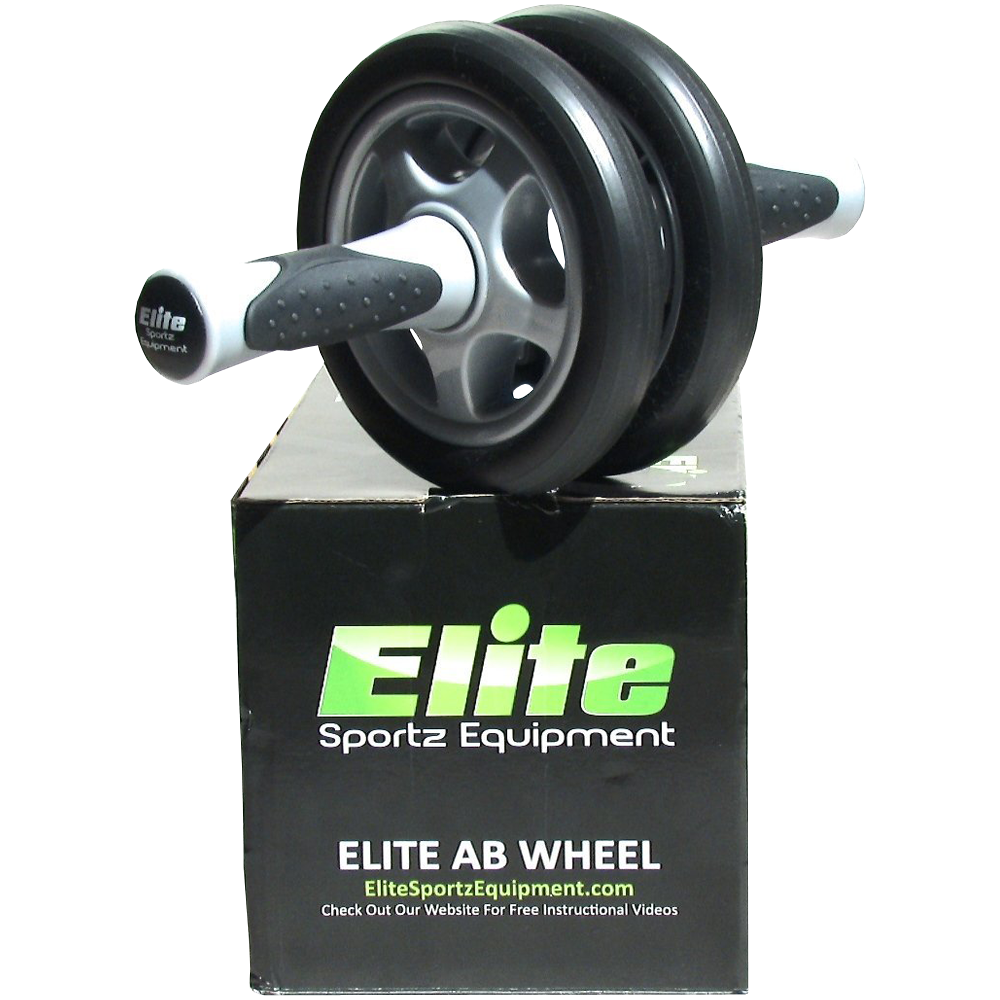 Elite
Sportz
Equipment
Elite
Sportz Equipment
ELITE AB WHEEL
EliteSportzEquipment.com
Check Out Our Website For Free Instructional Videos